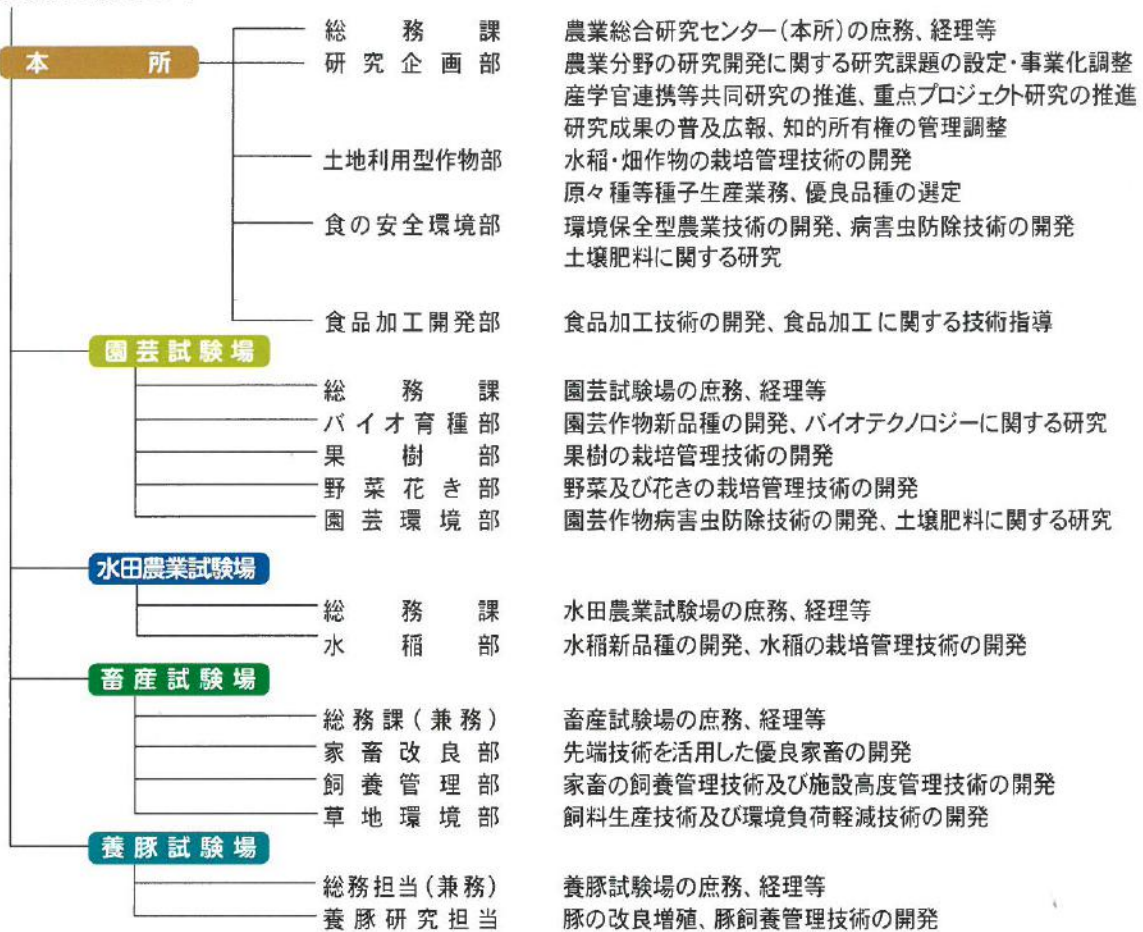 総務課 農業総合研究センター(本所)の庶務、経理等
本所 研究企画部 農業分野の研究開発に関する研究課題の設定・事業化調整
産学官連携等共同研究の推進、重点プロジェクト研究の推進
研究成果の普及広報、知的所有権の管理調整
土地利用型作物部 水稲・畑作物の栽培管理技術の開発
原々種等種子生産業務、優良品種の選定
食の安全環境部 環境保全型農業技術の開発、病害虫防除技術の開発
土壌肥料に関する研究
食品加工開発部 食品加工技術の開発、食品加工に関する技術指導
園芸試験場
総務課 園芸試験場の庶務、経理等
バイオ育種部 園芸作物新品種の開発、バイオテクノロジーに関する研究
果樹部 果樹の栽培管理技術の開発
野菜花き部 野菜及び花きの栽培管理技術の開発
園芸環境部 園芸作物病害虫防除技術の開発、土壌肥料に関する研究
水田農業試験場
総務課 水田農業試験場の庶務、経理等
水稲部 水稲新品種の開発、水稲の栽培管理技術の開発
畜産試験場
総務課(兼務) 畜産試験場の庶務、経理等
家畜改良部 先端技術を活用した優良家畜の開発
飼養管理部 家畜の飼養管理技術及び施設高度管理技術の開発
草地環境部 飼料生産技術及び環境負荷軽減技術の開発
養豚試験場
総務担当(兼務) 養豚試験場の庶務、経理等
養豚研究担当 豚の改良増殖、豚飼養管理技術の開発